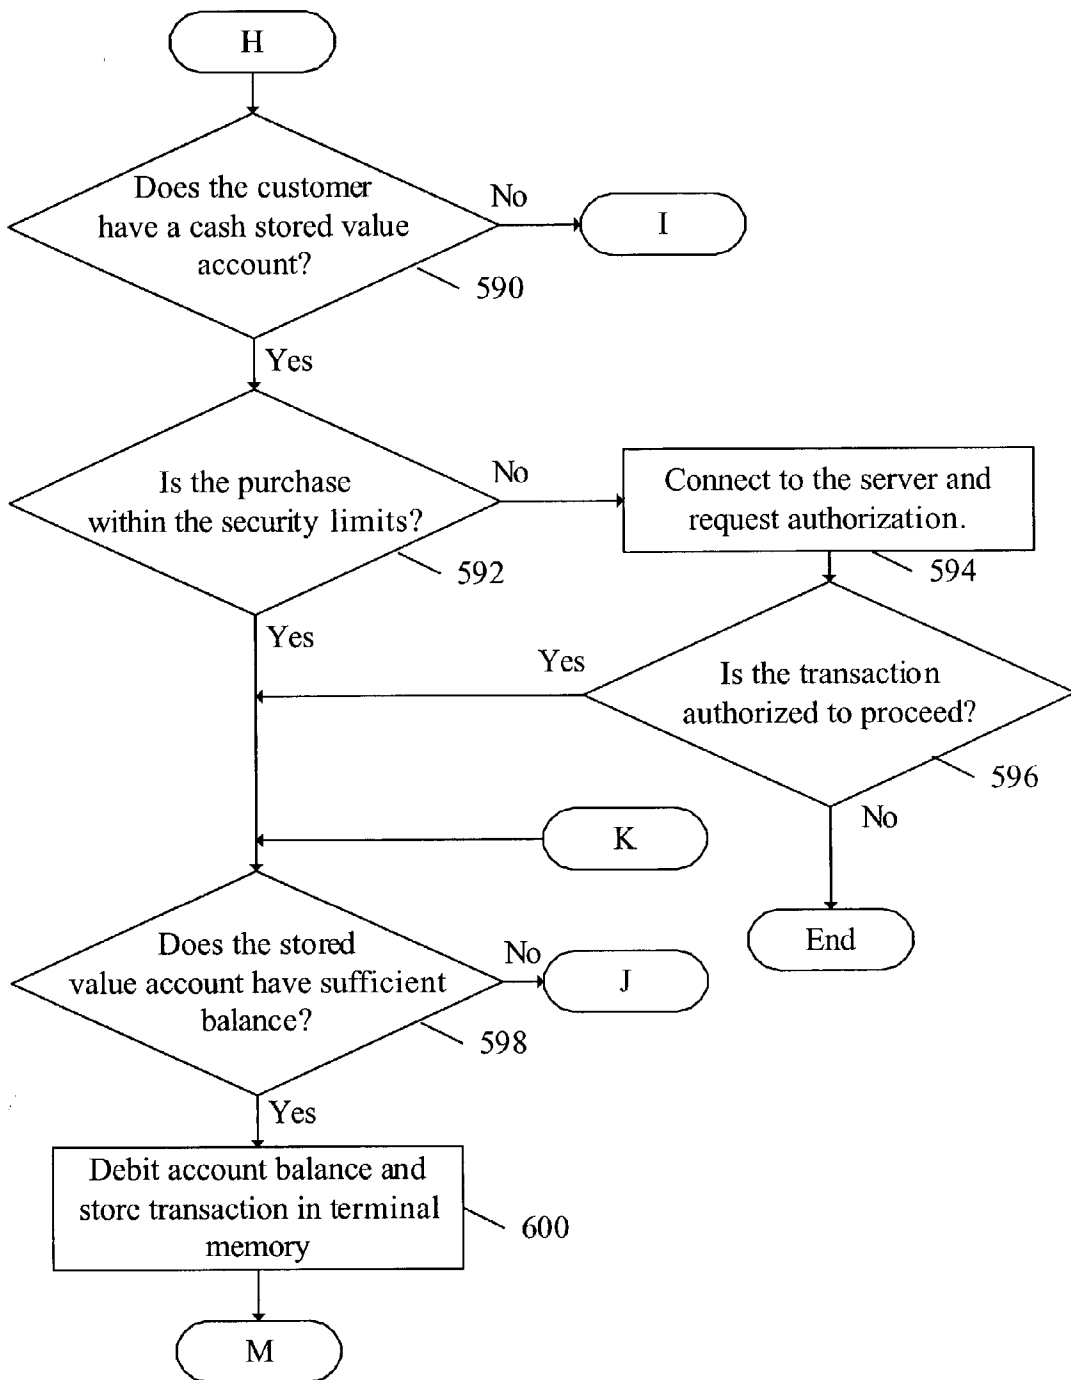 H
Does the customer
have a cash stored value
account?
No
I
590
Yes
Is the purchase
within the security limits?
No
Connect to the server and
request authorization.
592
594
Yes
Yes
Is the transaction
authorized to proceed?
596
No
K
End
Does the stored
value account have sufficient
balance?
No
J
598
Yes
Debit account balance and
store transaction in terminal
memory
600
M